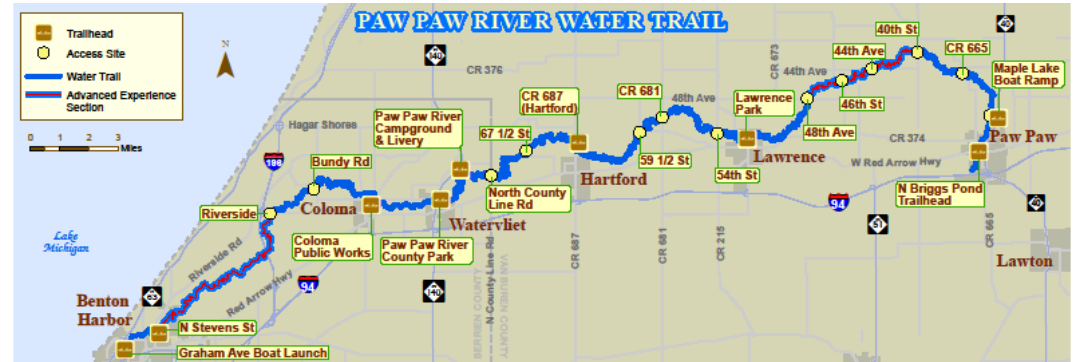 PAW PAW RIVER WATER TRAIL
Trailhead
Access Site
Water Trail
Advanced Experience
Section
0 1 2 3
Miles
N
140
40
CR 376
CR 673
40th St
44th Ave
CR 665
44th Ave
Maple Lake
Boat Ramp
CR 687
(Hartford)
CR 681
48th Ave
Lawrence
Park
46th St
Paw Paw River
Campground
& Livery
67 1/2 St
48th Ave
CR 374
Paw Paw
Hagar Shores
196
Bundy Rd
59 1/2 St
Lawrence
W Red Arrow Hwy
54th St
Hartford
North County
Line Rd
N Briggs Pond
Trailhead
94
40
51
CR 665
Riverside
Coloma
Watervliet
Lake
Michigan
Riverside Rd
Coloma
Public Works
Paw Paw River
County Park
CR 687
CR 681
CR 215
Lawton
Red Arrow Hwy
94
140
N County Line Rd
BERRIEN COUNTY
VAN BUREN COUNTY
63
Benton
Harbor
N Stevens St
Graham Ave Boat Launch